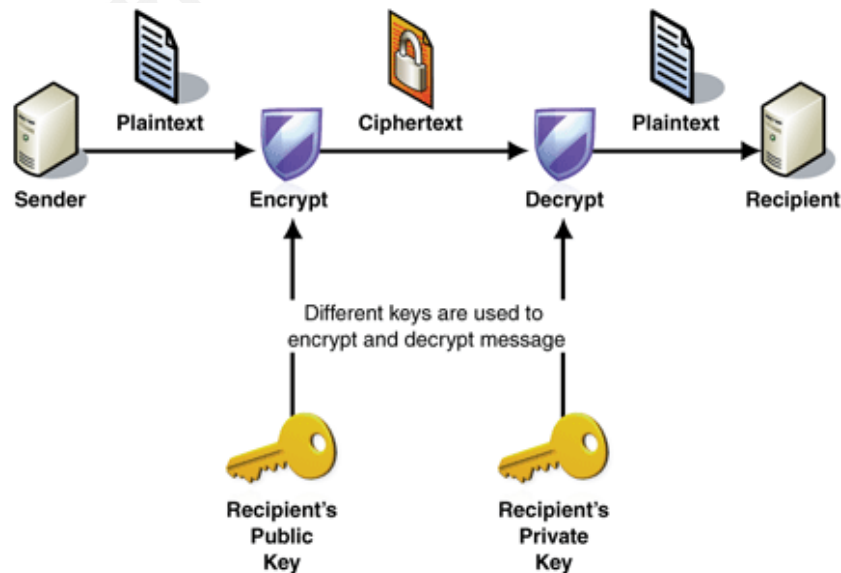 Plaintext
Ciphertext
Plaintext
Sender
Encrypt
Decrypt
Recipient
Different keys are used to
encrypt and decrypt message
Recipient's
Public
Key
Recipient's
Private
Key